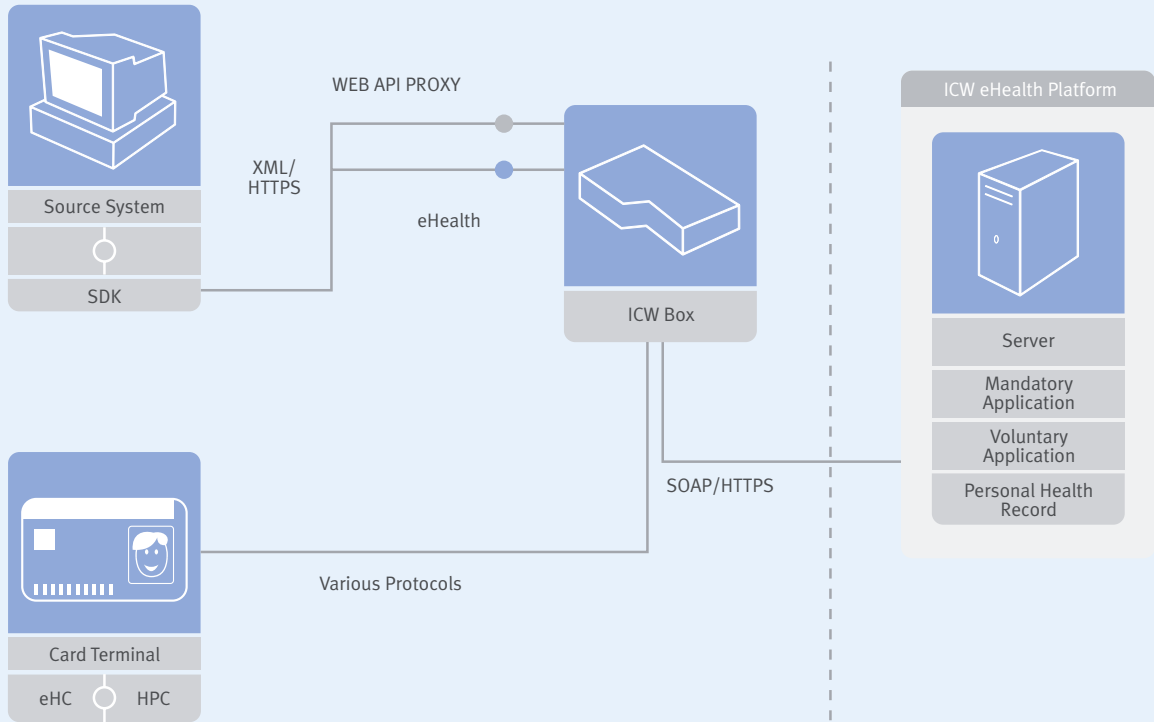 WEB API PROXY
ICW eHealth Platform
XML/
HTTPS
Source System
eHealth
SDK
ICW Box
Server
Mandatory
Application
Voluntary
Application
SOAP/HTTPS
Personal Health
Record
Various Protocols
Card Terminal
eHC
HPC